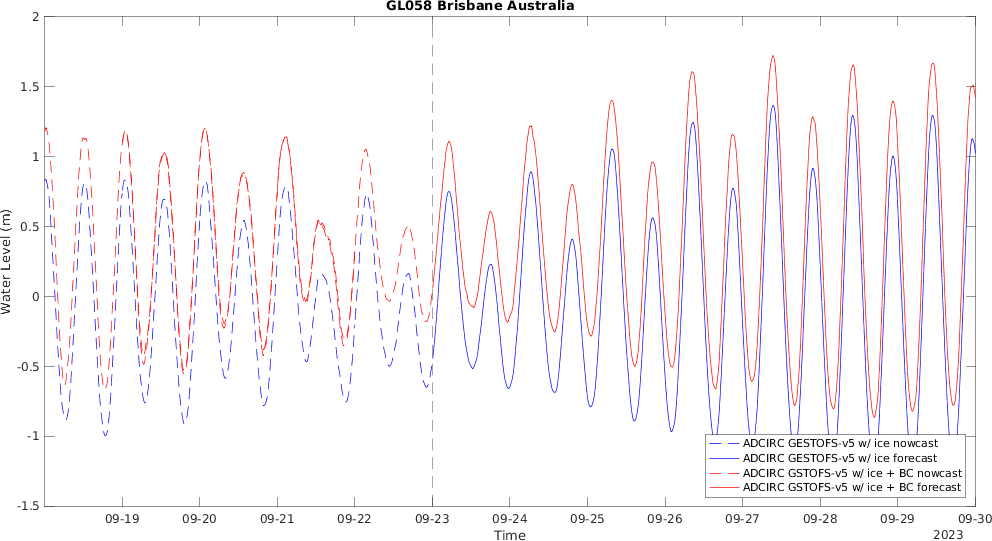 GL058 Brisbane Australia
2
1.5
1
0.5
0
-0.5
-1
-1.5
Water Level (m)
ADCIRC GESTOFS-v5 w/ ice nowcast
ADCIRC GESTOFS-v5 w/ ice forecast
ADCIRC GSTOFS-v5 w/ ice + BC nowcast
ADCIRC GSTOFS-v5 w/ ice + BC forecast
09-19 09-20 09-21 09-22 09-23 09-24 09-25 09-26 09-27 09-28 09-29 09-30
Time
2023